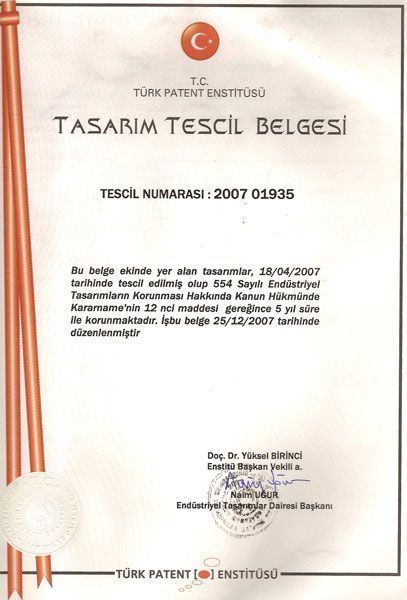 T.C.
TÜRK PATENT ENSTİTÜSÜ
TASARIM TESCİL BELGESİ
TESCİL NUMARASI : 2007 01935
Bu belge ekinde yer alan tasarımlar, 18/04/2007
tarihinde tescil edilmiş olup 554 Sayılı Endüstriyel
Tasarımların Korunması Hakkında Kanun Hükmünde
Kararname'nin 12 nci maddesi gereğince 5 yıl süre
ile korunmaktadır. İşbu belge 25/12/2007 tarihinde
düzenlenmiştir
Doç. Dr. Yüksel BİRİNCİ
Enstitü Başkan Vekili a.
Naim UĞUR
Endüstriyel Tasarımlar Dairesi Başkanı
TÜRK PATENT ENSTİTÜSÜ